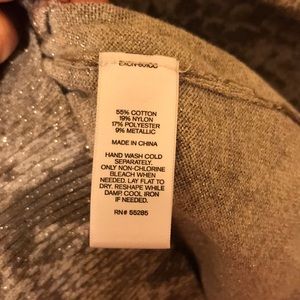 55% COTTON
19% NYLON
17% POLYESTER
9% METALLIC
MADE IN CHINA
HAND WASH COLD
SEPARATELY.
ONLY NON-CHLORINE
BLEACH WHEN
NEEDED. LAY FLAT TO
DRY. RESHAPE WHILE
DAMP. COOL IRON
IF NEEDED.
RN# 55285